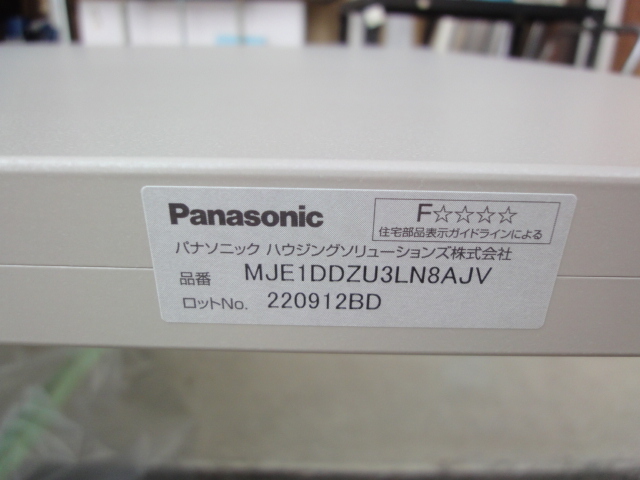 Panasonic
F☆☆☆☆
住宅部品表示ガイドラインによる
パナソニック ハウジングソリューションズ株式会社
品番 MJE1DDZU3LN8AJV
ロットNo. 220912BD